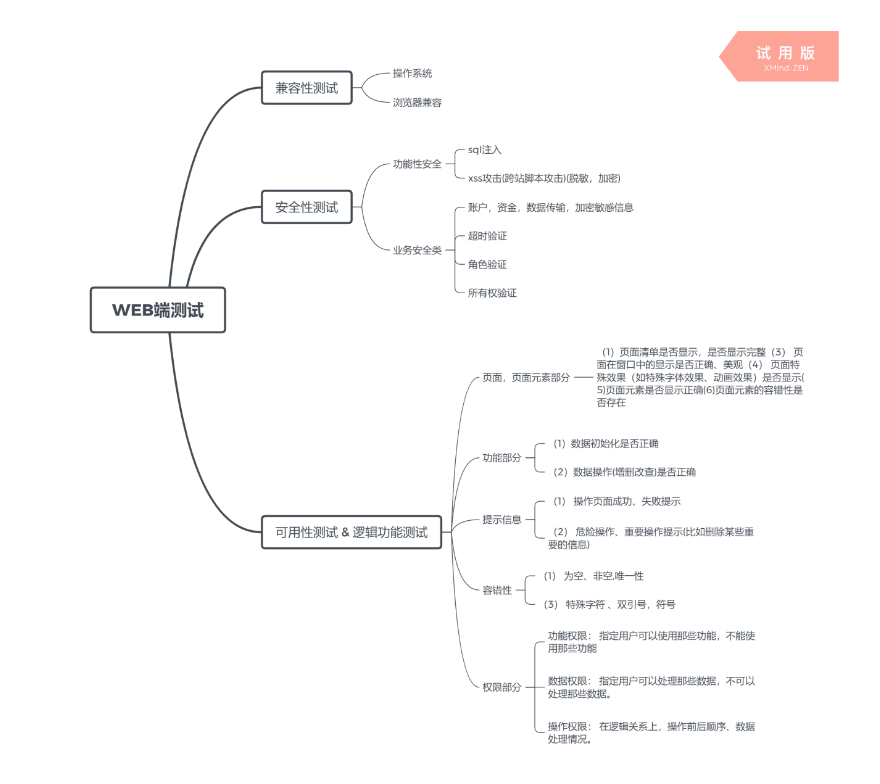 试 用 版
XMind-ZEN
兼容性测试
操作系统
浏览器兼容
安全性测试
功能性安全
sql注入
xss攻击(跨站脚本攻击)(脱敏，加密)
业务安全类
账户，资金，数据传输，加密敏感信息
超时验证
角色验证
所有权验证
WEB端测试
可用性测试 & 逻辑功能测试
页面，页面元素部分
（1）页面清单是否显示，是否显示完整（3） 页
面在窗口中的显示是否正确、美观（4） 页面特
殊效果（如特殊字体效果、动画效果）是否显示(
5)页面元素是否显示正确(6)页面元素的容错性是
否存在
功能部分
（1）数据初始化是否正确
（2）数据操作(增删改查)是否正确
提示信息
（1） 操作页面成功、失败提示
（2） 危险操作、重要操作提示(比如删除某些重
要的信息)
容错性
（1） 为空、非空,唯一性
（3） 特殊字符 、双引号，符号
权限部分
功能权限： 指定用户可以使用那些功能，不能使
用那些功能
数据权限： 指定用户可以处理那些数据，不可以
处理那些数据。
操作权限： 在逻辑关系上，操作前后顺序、数据
处理情况。